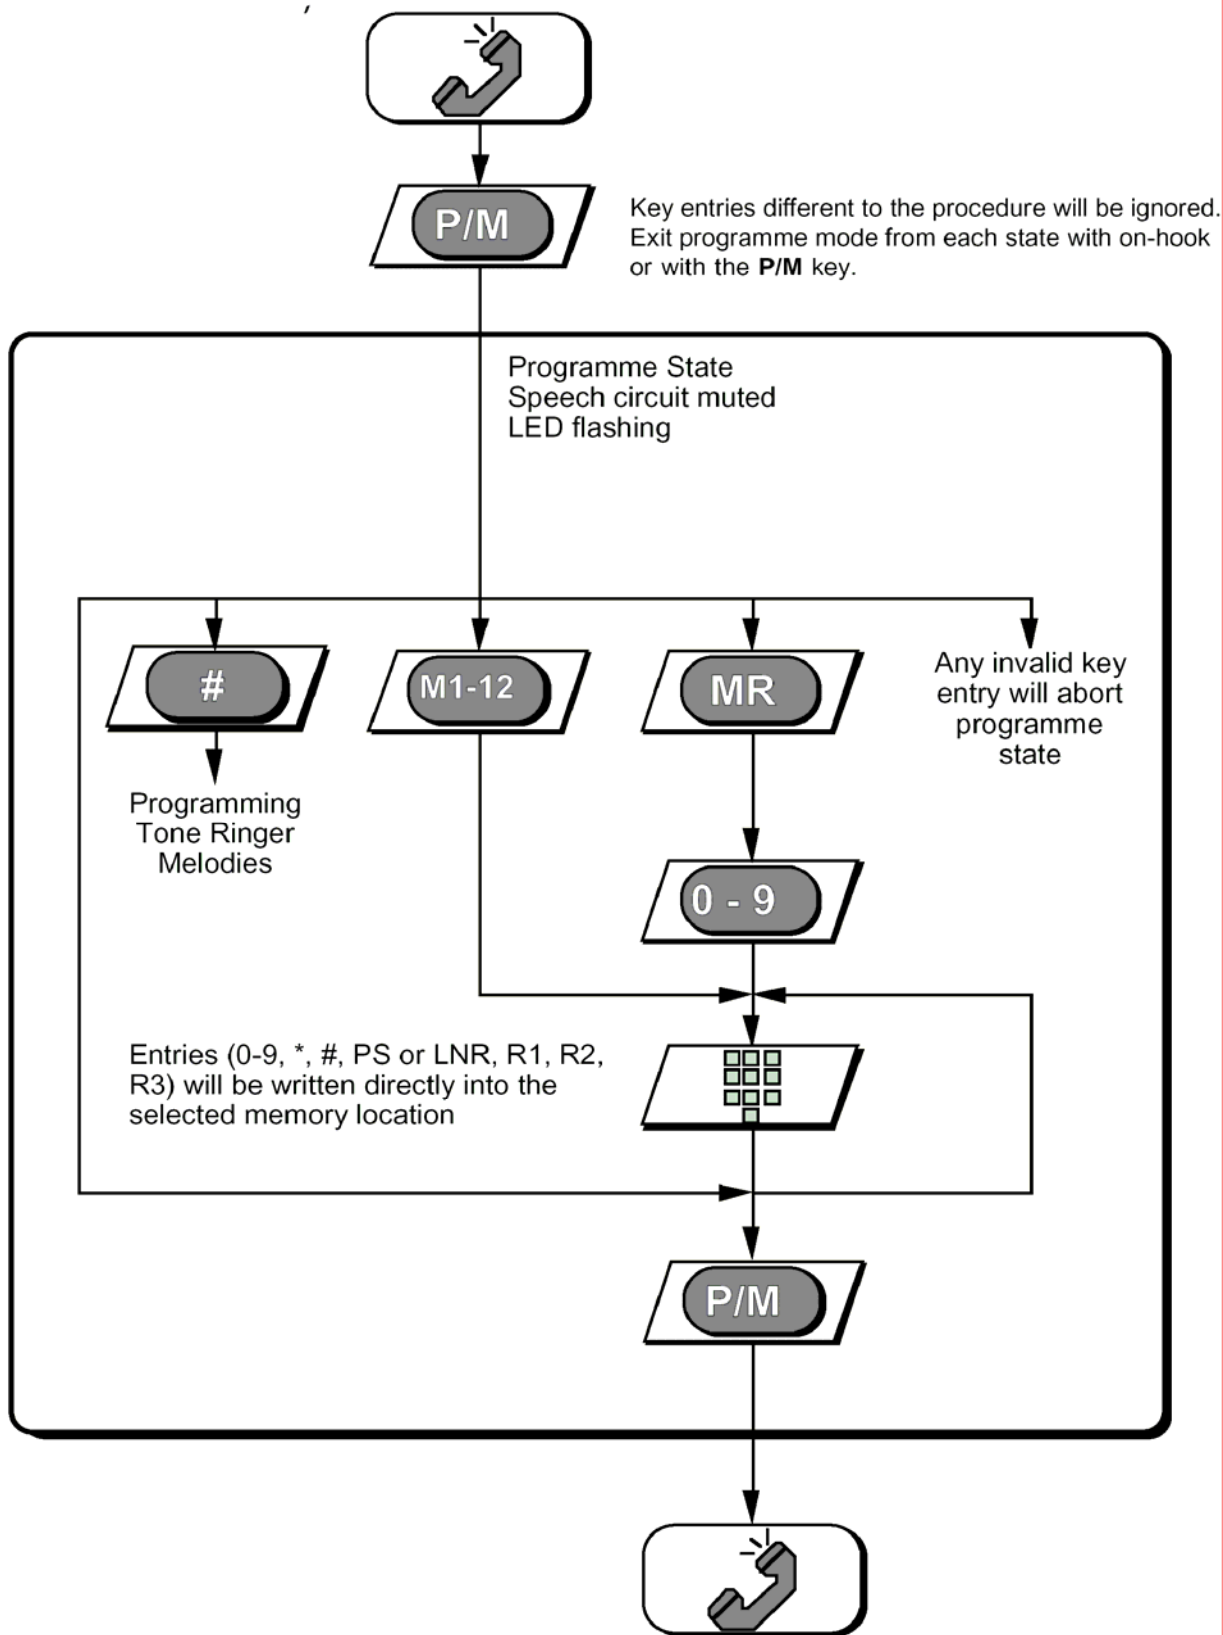 P/M
Key entries different to the procedure will be ignored.
Exit programme mode from each state with on-hook
or with the P/M key.
Programme State
Speech circuit muted
LED flashing
#
M1-12
MR
Any invalid key
entry will abort
programme
state
Programming
Tone Ringer
Melodies
0 - 9
Entries (0-9, *, #, PS or LNR, R1, R2,
R3) will be written directly into the
selected memory location
P/M